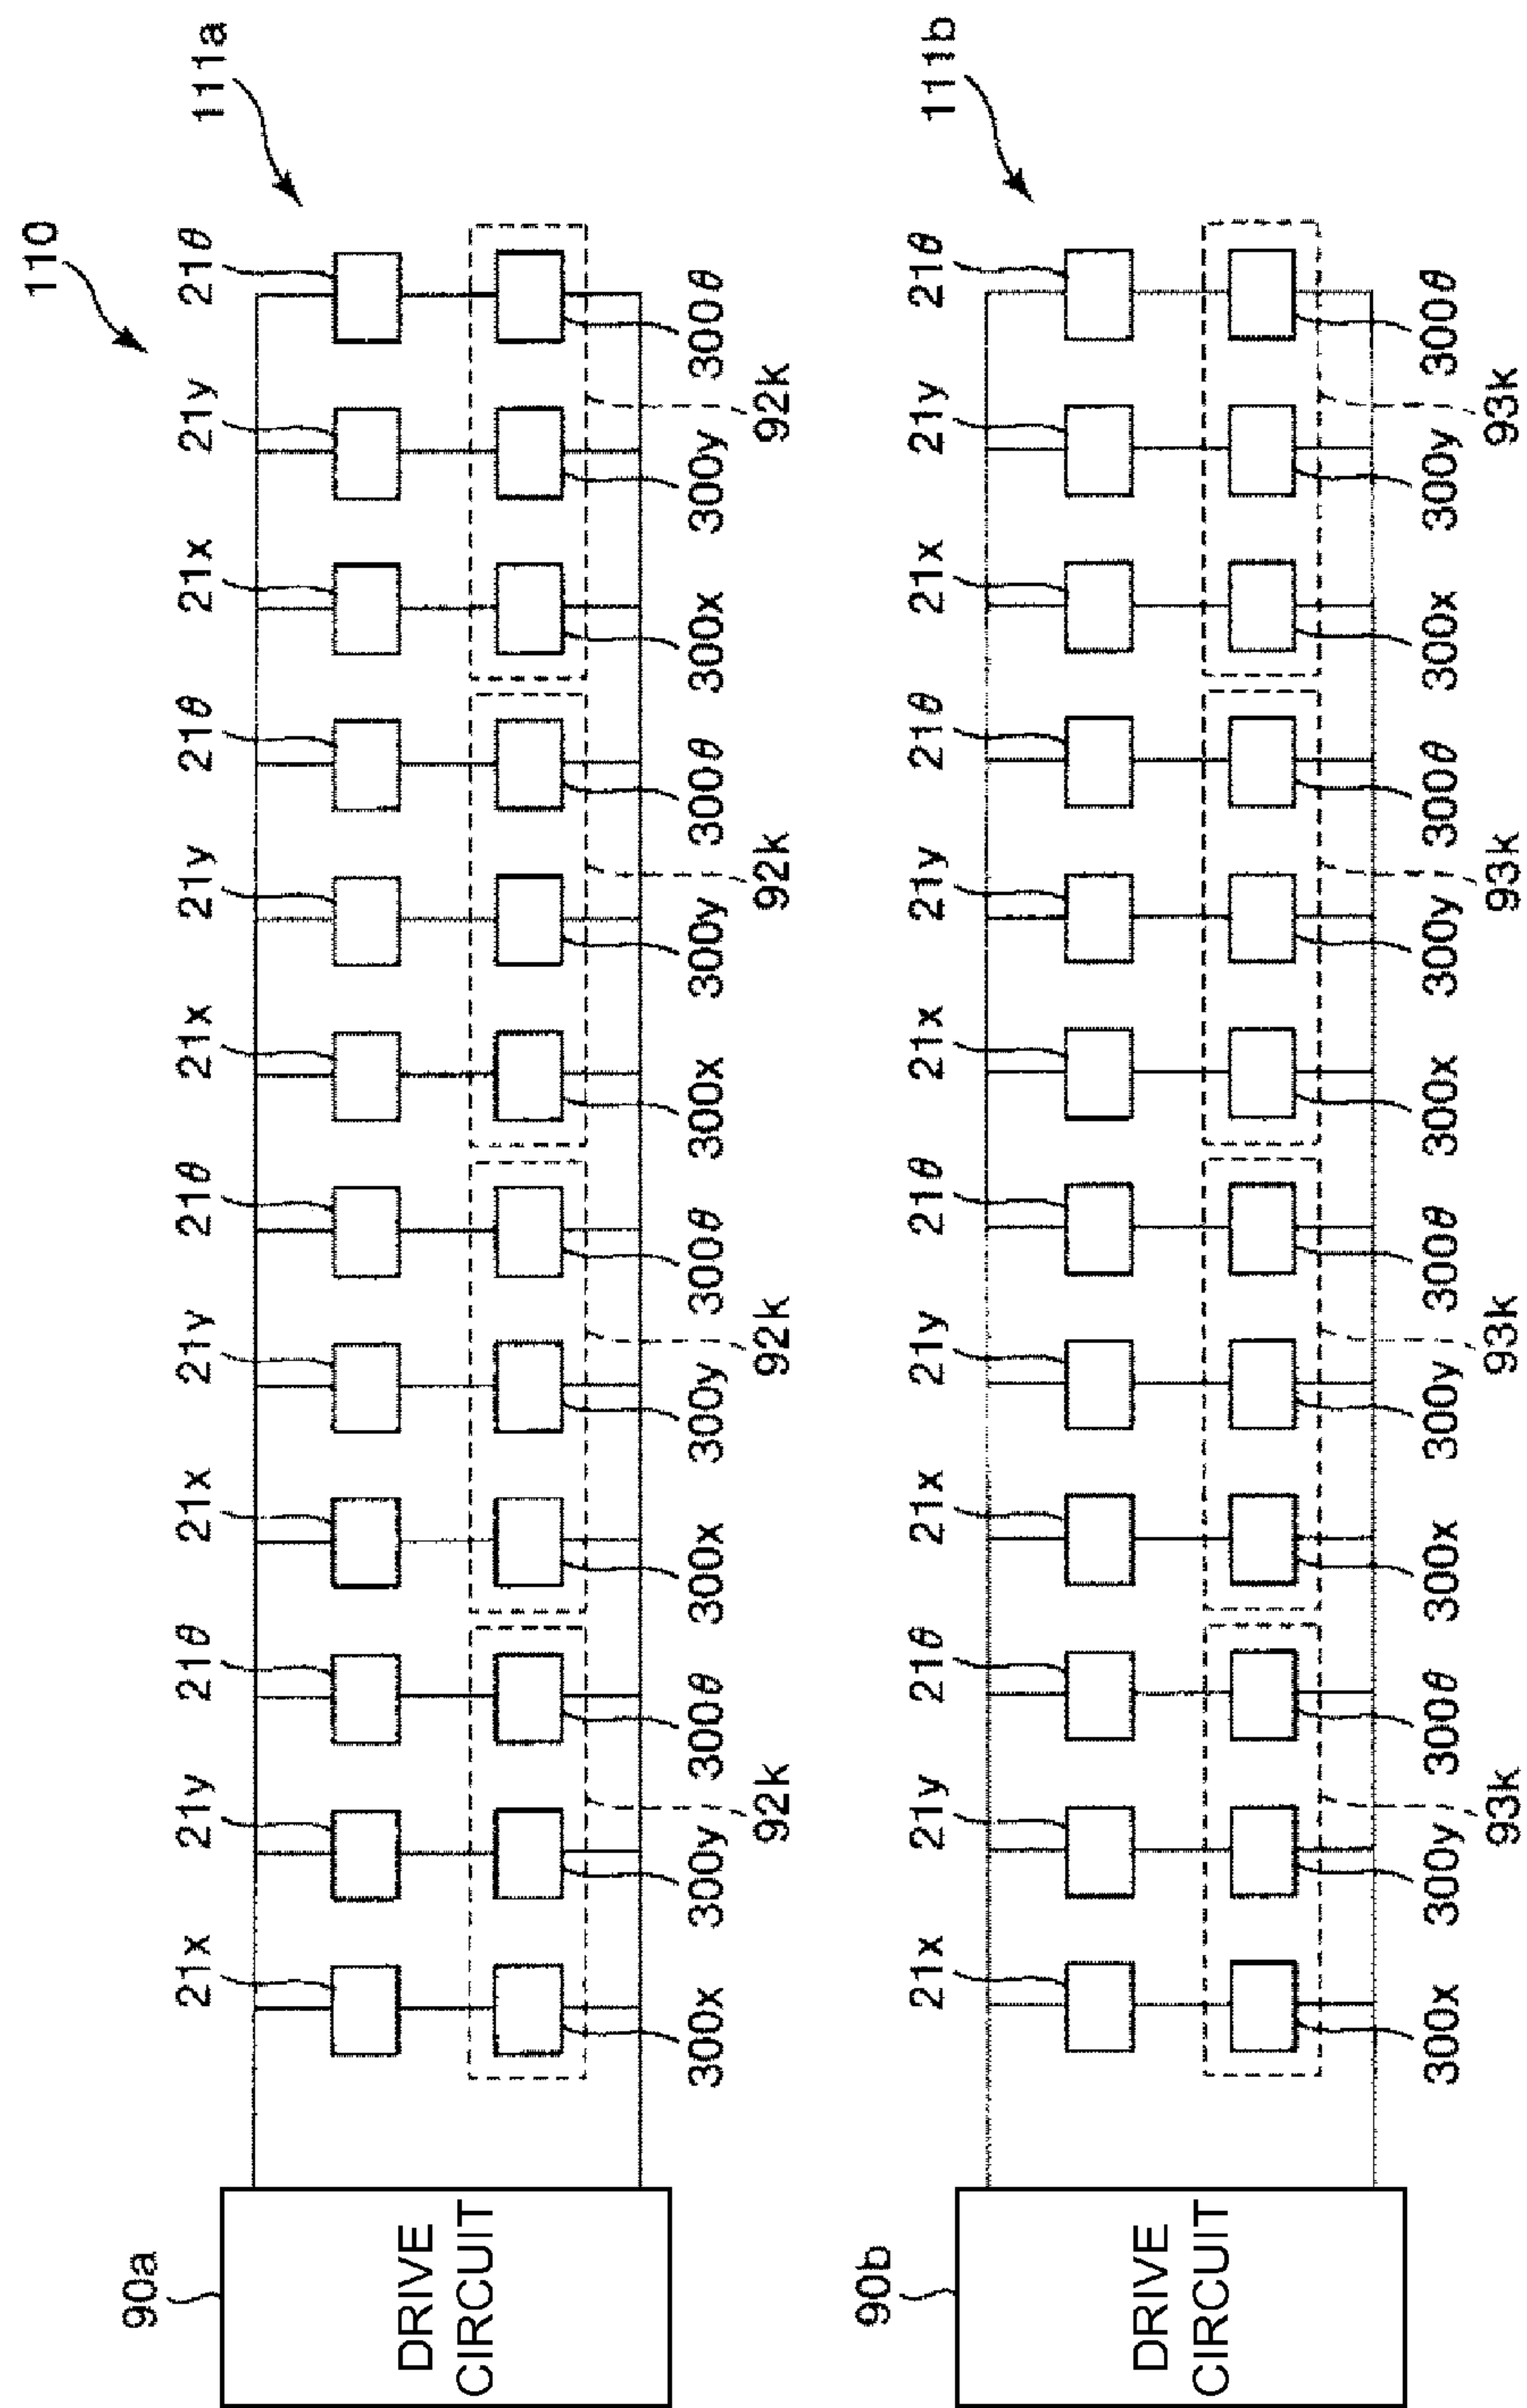 110
111a
21x 21y 21θ 21x 21y 21θ 21x 21y 21θ 21x 21y 21θ
90a
DRIVE
CIRCUIT
300x 300y 300θ 300x 300y 300θ 300x 300y 300θ 300x 300y 300θ
92k 92k 92k 92k
111b
21x 21y 21θ 21x 21y 21θ 21x 21y 21θ 21x 21y 21θ
90b
DRIVE
CIRCUIT
300x 300y 300θ 300x 300y 300θ 300x 300y 300θ 300x 300y 300θ
93k 93k 93k 93k